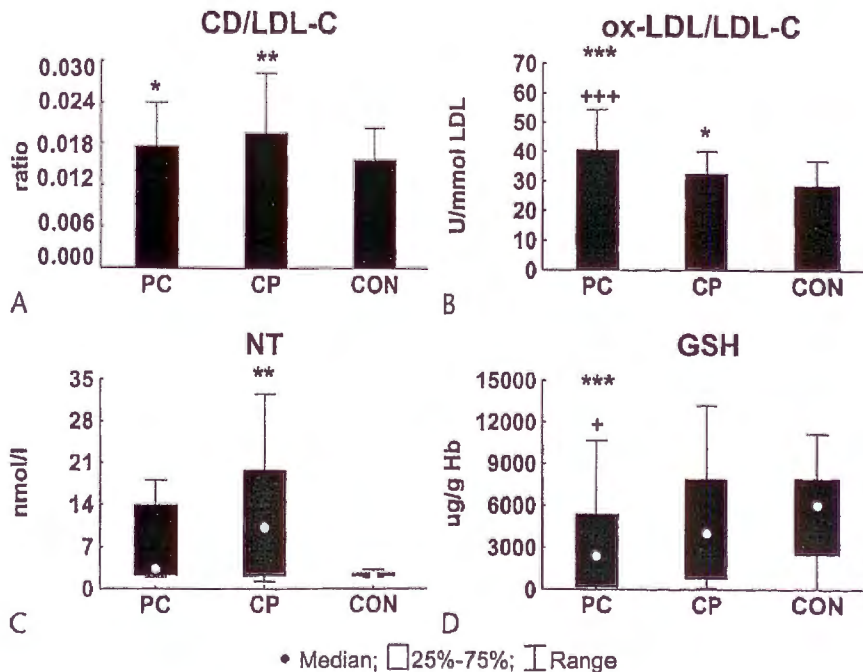 CD/LDL-C
ox-LDL/LDL-C
0.030
0.024
0.018
0.012
0.006
0.000
ratio
*
**
PC
CP
CON
A
70
60
50
40
30
20
10
0
U/mmol LDL
***
+++
*
PC
CP
CON
B
NT
GSH
35
28
21
14
7
0
nmol/l
**
PC
CP
CON
C
15000
12000
9000
6000
3000
0
ug/g Hb
***
+
PC
CP
CON
D
Median; 25%-75%; Range